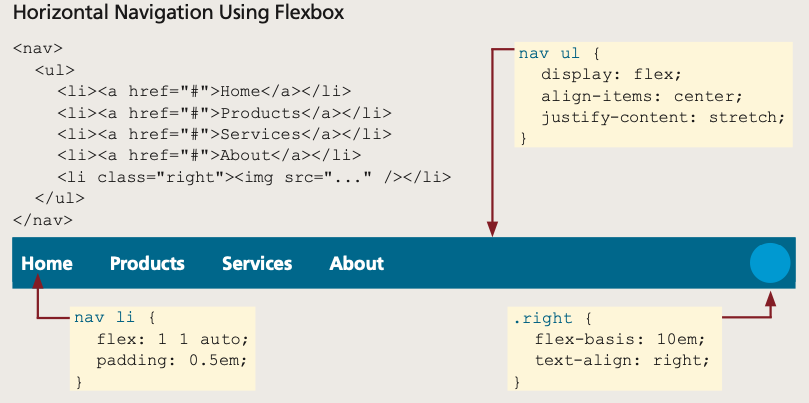 Horizontal Navigation Using Flexbox
<nav>
<ul>
<li><a href="#">Home</a></li>
<li><a href="#">Products</a></li>
<li><a href="#">Services</a></li>
<li><a href="#">About</a></li>
<li class="right"><img src="..." /></li>
</ul>
</nav>
nav ul {
display: flex;
align-items: center;
justify-content: stretch;
}
Home Products Services About
nav li {
flex: 1 1 auto;
padding: 0.5em;
}
.right {
flex-basis: 10em;
text-align: right;
}